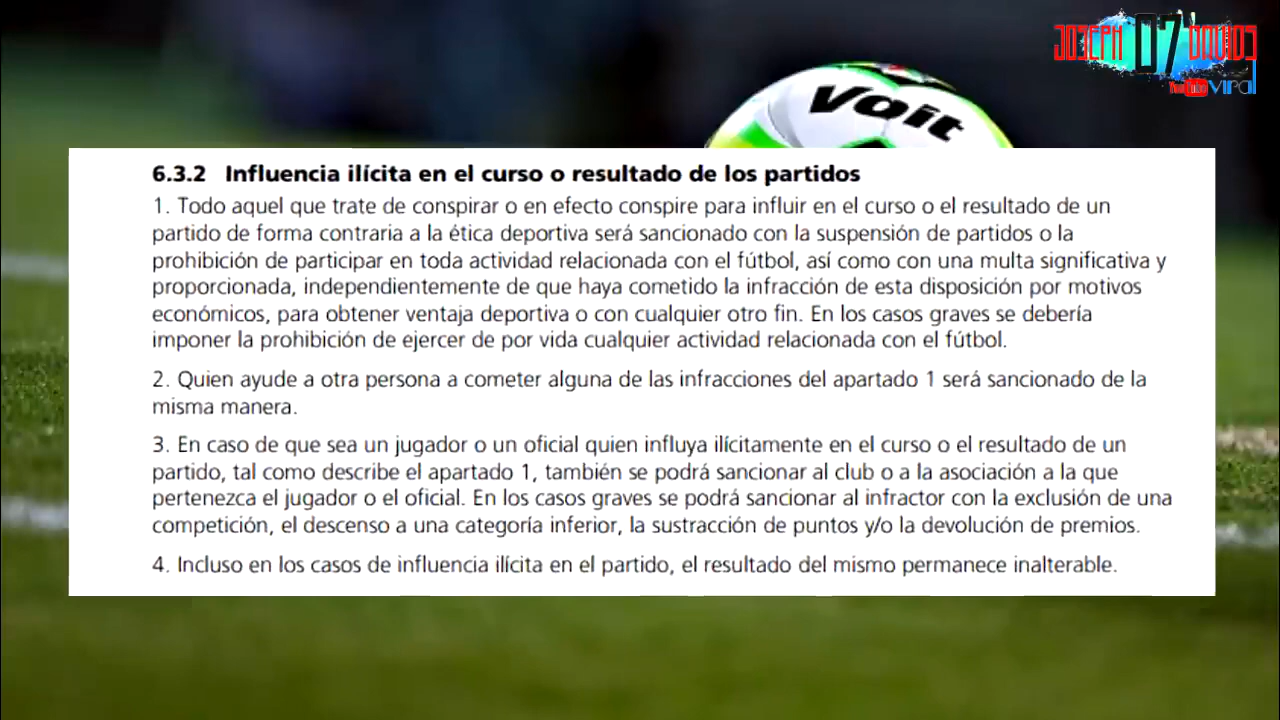 JOSEPH 07 DAVIDS
YouTube viral
Voit
6.3.2 Influencia ilícita en el curso o resultado de los partidos
1. Todo aquel que trate de conspirar o en efecto conspire para influir en el curso o el resultado de un
partido de forma contraria a la ética deportiva será sancionado con la suspensión de partidos o la
prohibición de participar en toda actividad relacionada con el fútbol, así como con una multa significativa y
proporcionada, independientemente de que haya cometido la infracción de esta disposición por motivos
económicos, para obtener ventaja deportiva o con cualquier otro fin. En los casos graves se debería
imponer la prohibición de ejercer de por vida cualquier actividad relacionada con el fútbol.
2. Quien ayude a otra persona a cometer alguna de las infracciones del apartado 1 será sancionado de la
misma manera.
3. En caso de que sea un jugador o un oficial quien influya ilícitamente en el curso o el resultado de un
partido, tal como describe el apartado 1, también se podrá sancionar al club o a la asociación a la que
pertenezca el jugador o el oficial. En los casos graves se podrá sancionar al infractor con la exclusión de una
competición, el descenso a una categoría inferior, la sustracción de puntos y/o la devolución de premios.
4. Incluso en los casos de influencia ilícita en el partido, el resultado del mismo permanece inalterable.